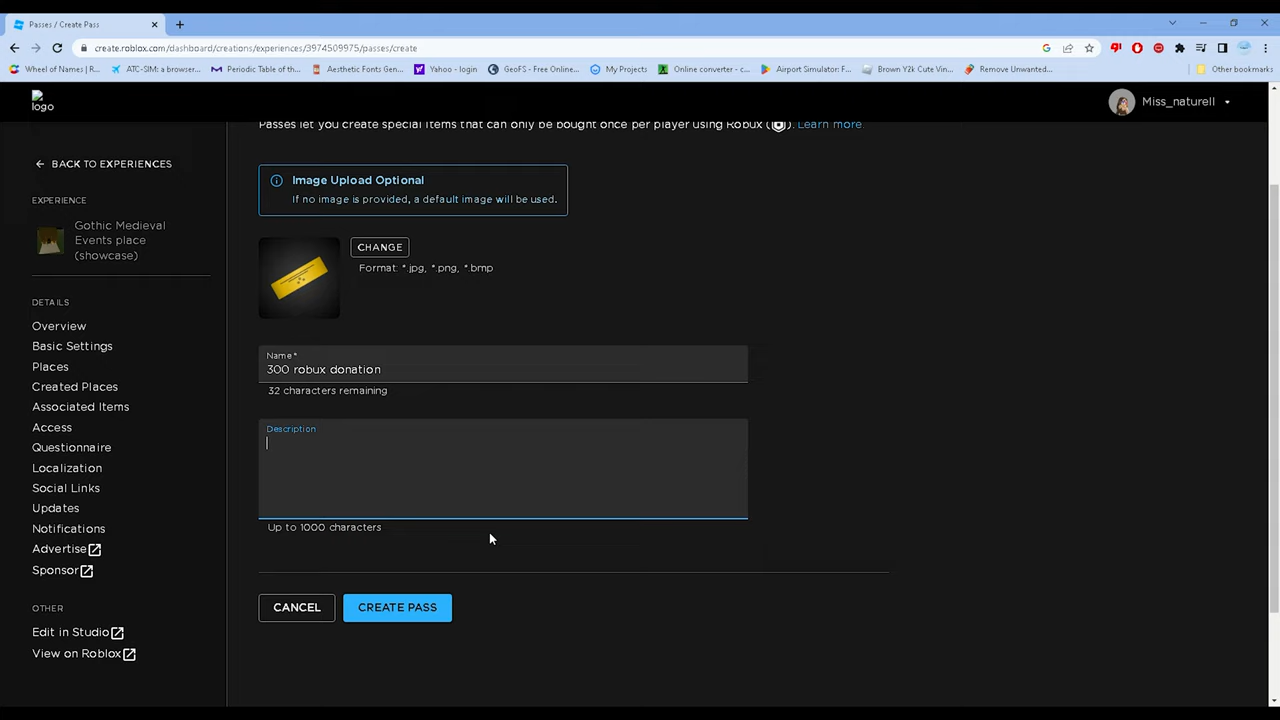 Passes / Create Pass
create.roblox.com/dashboard/creations/experiences/3974509975/passes/create
Wheel of Names | R...
ATC-SIM: a browser...
Periodic Table of th...
Aesthetic Fonts Gen...
Yahoo - login
GeoFS - Free Online...
My Projects
Online converter - c...
Airport Simulator: F...
Brown Y2k Cute Vin...
Remove Unwanted...
Other bookmarks
logo
Miss_naturell
Passes let you create special items that can only be bought once per player using Robux ( ). Learn more.
BACK TO EXPERIENCES
EXPERIENCE
Gothic Medieval
Events place
(showcase)
DETAILS
Overview
Basic Settings
Places
Created Places
Associated Items
Access
Questionnaire
Localization
Social Links
Updates
Notifications
Advertise
Sponsor
OTHER
Edit in Studio
View on Roblox
Image Upload Optional
If no image is provided, a default image will be used.
CHANGE
Format: *.jpg, *.png, *.bmp
Name*
300 robux donation
32 characters remaining
Description
Up to 1000 characters
CANCEL
CREATE PASS